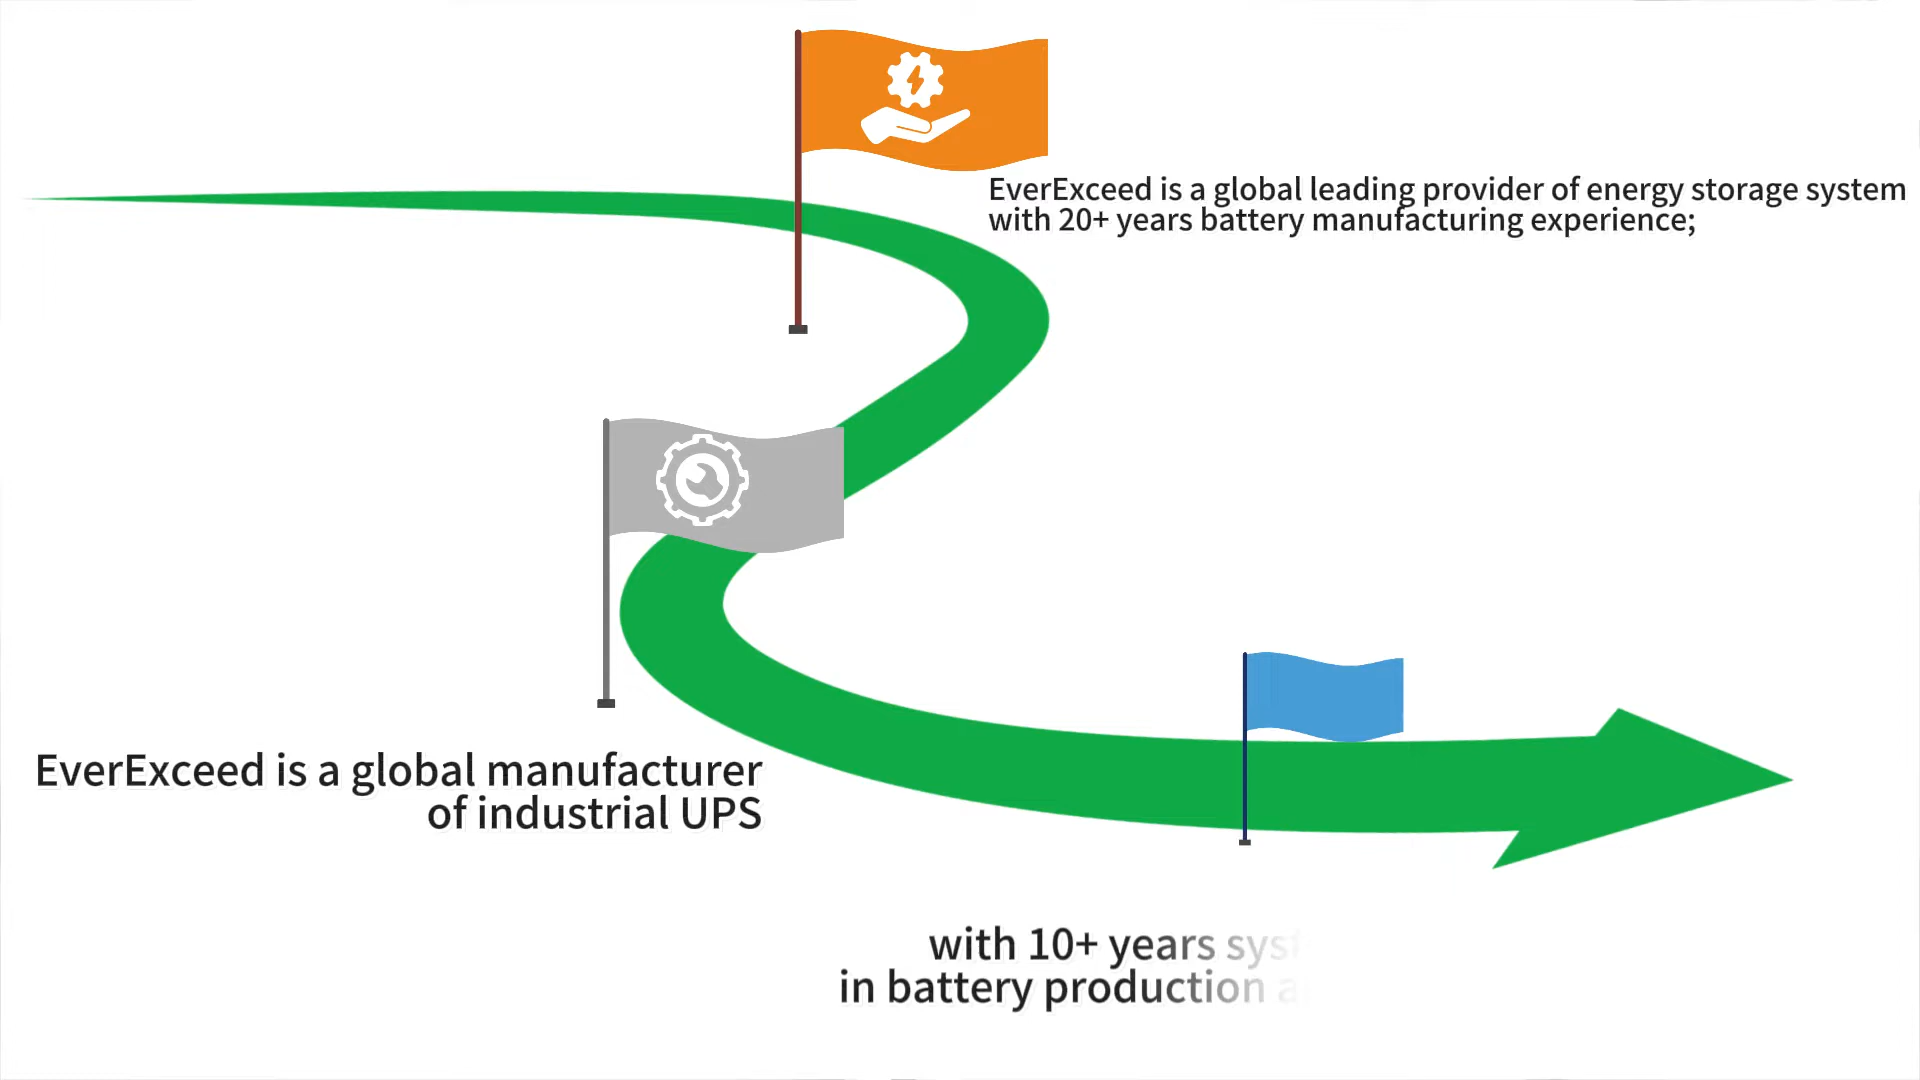 EverExceed is a global leading provider of energy storage system
with 20+ years battery manufacturing experience;
EverExceed is a global manufacturer
of industrial UPS
with 10+ years
in battery production